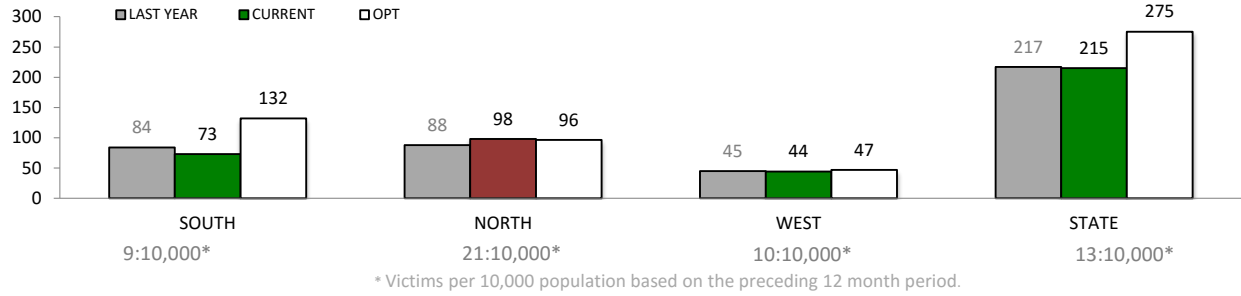 300
250
200
150
100
50
0
LAST YEAR CURRENT OPT
84 73 132
88 98 96
45 44 47
217 215 275
SOUTH NORTH WEST STATE
9:10,000* 21:10,000* 10:10,000* 13:10,000*
* Victims per 10,000 population based on the preceding 12 month period.